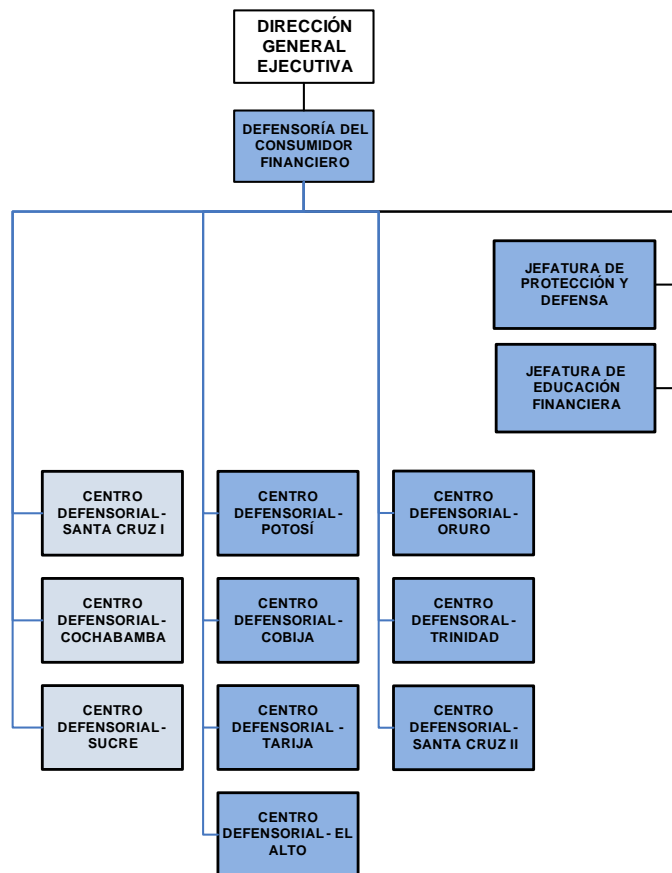 DIRECCIÓN
GENERAL
EJECUTIVA
DEFENSORÍA DEL
CONSUMIDOR
FINANCIERO
JEFATURA DE
PROTECCIÓN Y
DEFENSA
JEFATURA DE
EDUCACIÓN
FINANCIERA
CENTRO
DEFENSORIAL-
SANTA CRUZ I
CENTRO
DEFENSORIAL-
POTOSÍ
CENTRO
DEFENSORIAL-
ORURO
CENTRO
DEFENSORIAL-
COCHABAMBA
CENTRO
DEFENSORIAL-
COBIJA
CENTRO
DEFENSORAL-
TRINIDAD
CENTRO
DEFENSORIAL-
SUCRE
CENTRO
DEFENSORIAL -
TARIJA
CENTRO
DEFENSORIAL-
SANTA CRUZ II
CENTRO
DEFENSORIAL- EL
ALTO